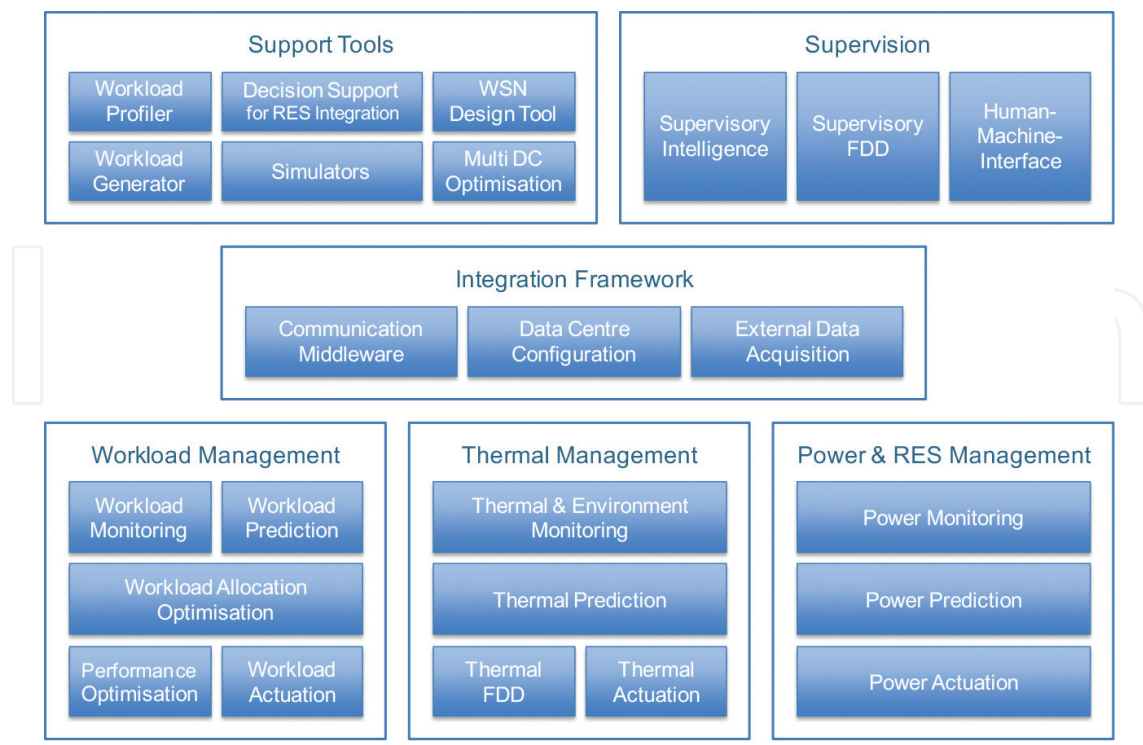 Support Tools
Workload
Profiler
Decision Support
for RES Integration
WSN
Design Tool
Workload
Generator
Simulators
Multi DC
Optimisation
Supervision
Supervisory
Intelligence
Supervisory
FDD
Human-
Machine-
Interface
Integration Framework
Communication
Middleware
Data Centre
Configuration
External Data
Acquisition
Workload Management
Workload
Monitoring
Workload
Prediction
Workload Allocation
Optimisation
Performance
Optimisation
Workload
Actuation
Thermal Management
Thermal & Environment
Monitoring
Thermal Prediction
Thermal
FDD
Thermal
Actuation
Power & RES Management
Power Monitoring
Power Prediction
Power Actuation